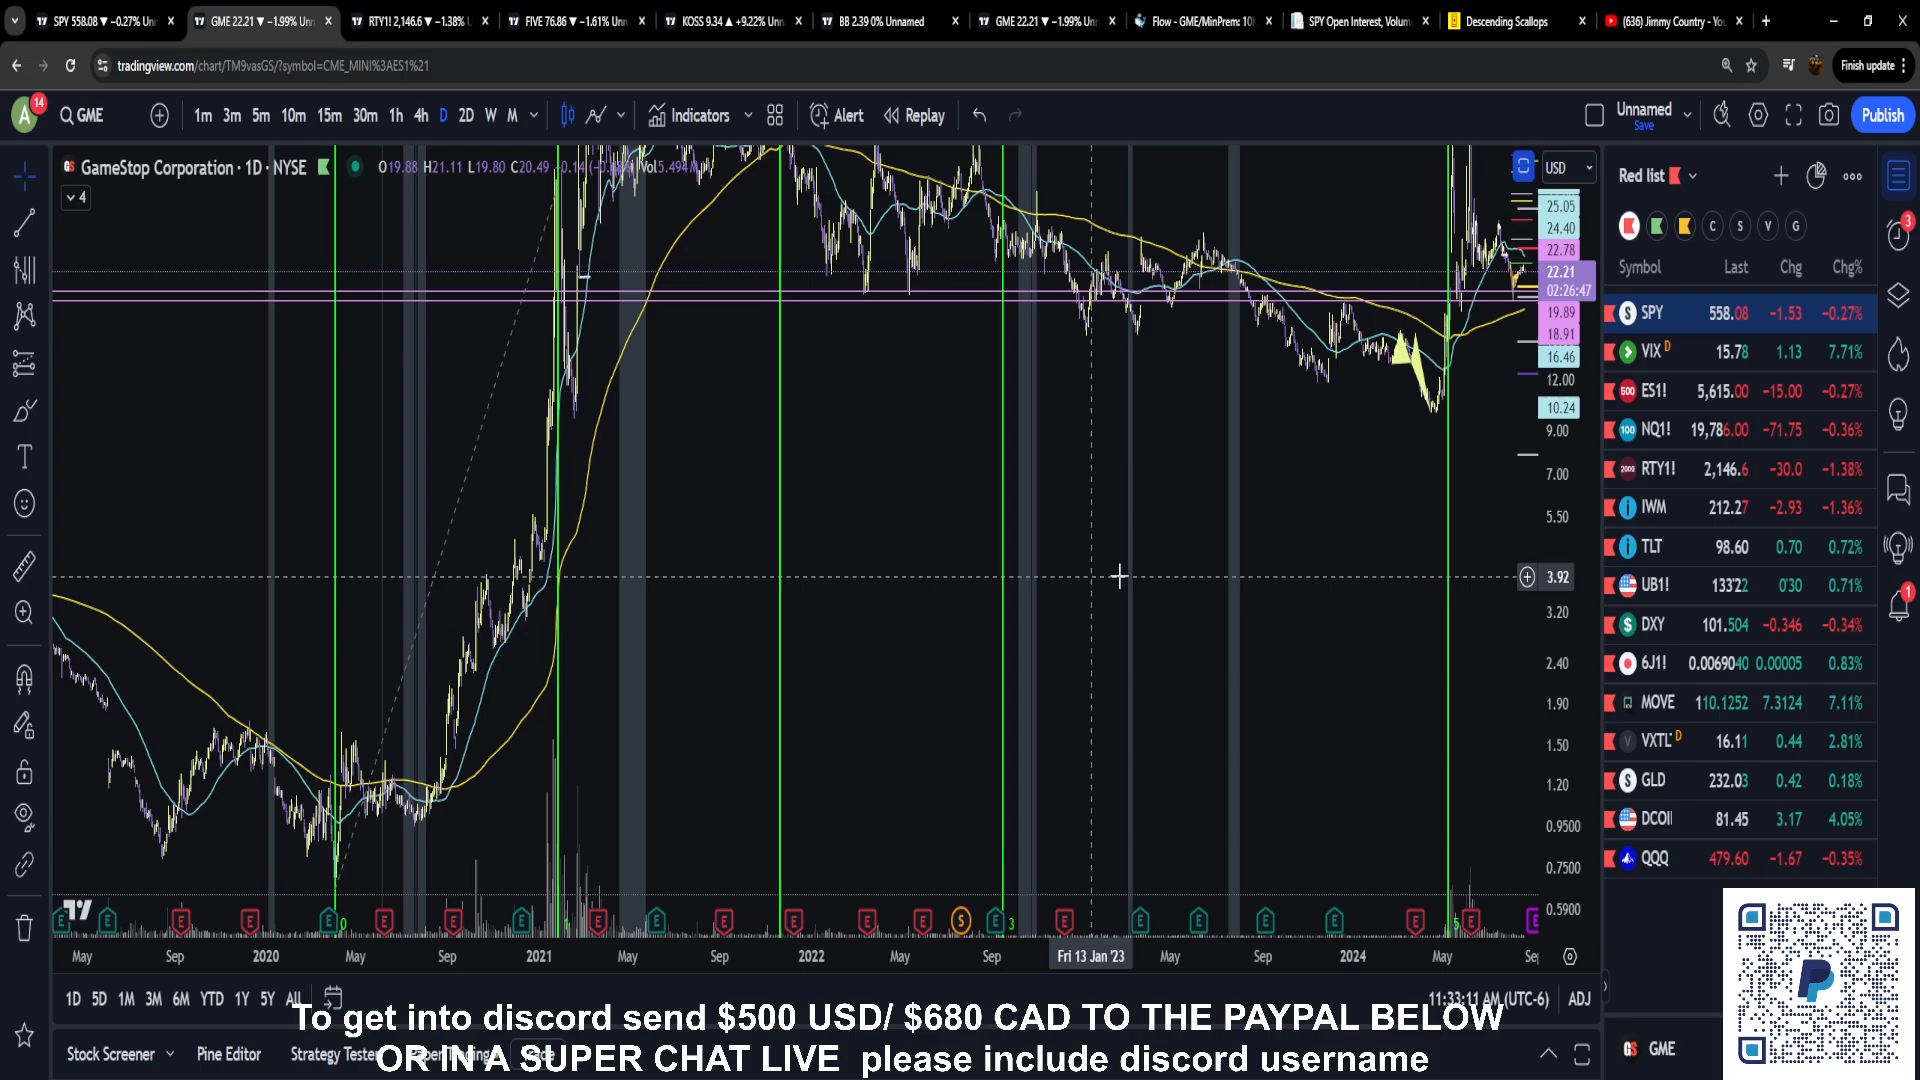 SPY 558.08 ▼ −0.27% Unn
GME 22.21 ▼ −1.99% Unn
RTY1! 2,146.6 ▼ −1.38% U
FIVE 76.86 ▼ −1.61% Unn
KOSS 9.34 ▲ +9.22% Unn
BB 2.39 0% Unnamed
GME 22.21 ▼ −1.99% Unn
Flow - GME/MinPrem: 10
SPY Open Interest, Volum
Descending Scallops
(636) Jimmy Country - Yo
tradingview.com/chart/TM9vasGS/?symbol=CME_MINI%3AES1%21
Finish update
A 14
GME
1m 3m 5m 10m 15m 30m 1h 4h D 2D W M
Indicators
Alert
Replay
Unnamed
Save
Publish
GameStop Corporation · 1D · NYSE
O19.88 H21.11 L19.80 C20.49
4
USD
25.05
24.40
22.78
22.21
02:26:47
19.89
18.91
16.46
12.00
10.24
9.00
7.00
5.50
3.92
3.20
2.40
1.90
1.50
1.20
0.9500
0.7500
0.5900
Red list
C S V G
Symbol Last Chg Chg%
SPY 558.08 −1.53 −0.27%
VIX D 15.78 1.13 7.71%
ES1! 5,615.00 −15.00 −0.27%
NQ1! 19,786.00 −71.75 −0.36%
RTY1! 2,146.6 −30.0 −1.38%
IWM 212.27 −2.93 −1.36%
TLT 98.60 0.70 0.72%
UB1! 133'22 0'30 0.71%
DXY 101.504 −0.346 −0.34%
6J1! 0.0069040 0.00005 0.83%
MOVE 110.1252 7.3124 7.11%
VXTL D 16.11 0.44 2.81%
GLD 232.03 0.42 0.18%
DCOIl 81.45 3.17 4.05%
QQQ 479.60 −1.67 −0.35%
May Sep 2020 May Sep 2021 May Sep 2022 May Sep Fri 13 Jan '23 May Sep 2024 May Sep
1D 5D 1M 3M 6M YTD 1Y 5Y All
11:33:11 AM (UTC-6) ADJ
To get into discord send $500 USD/ $680 CAD TO THE PAYPAL BELOW
OR IN A SUPER CHAT LIVE please include discord username
Stock Screener Pine Editor Strategy Tester
GME